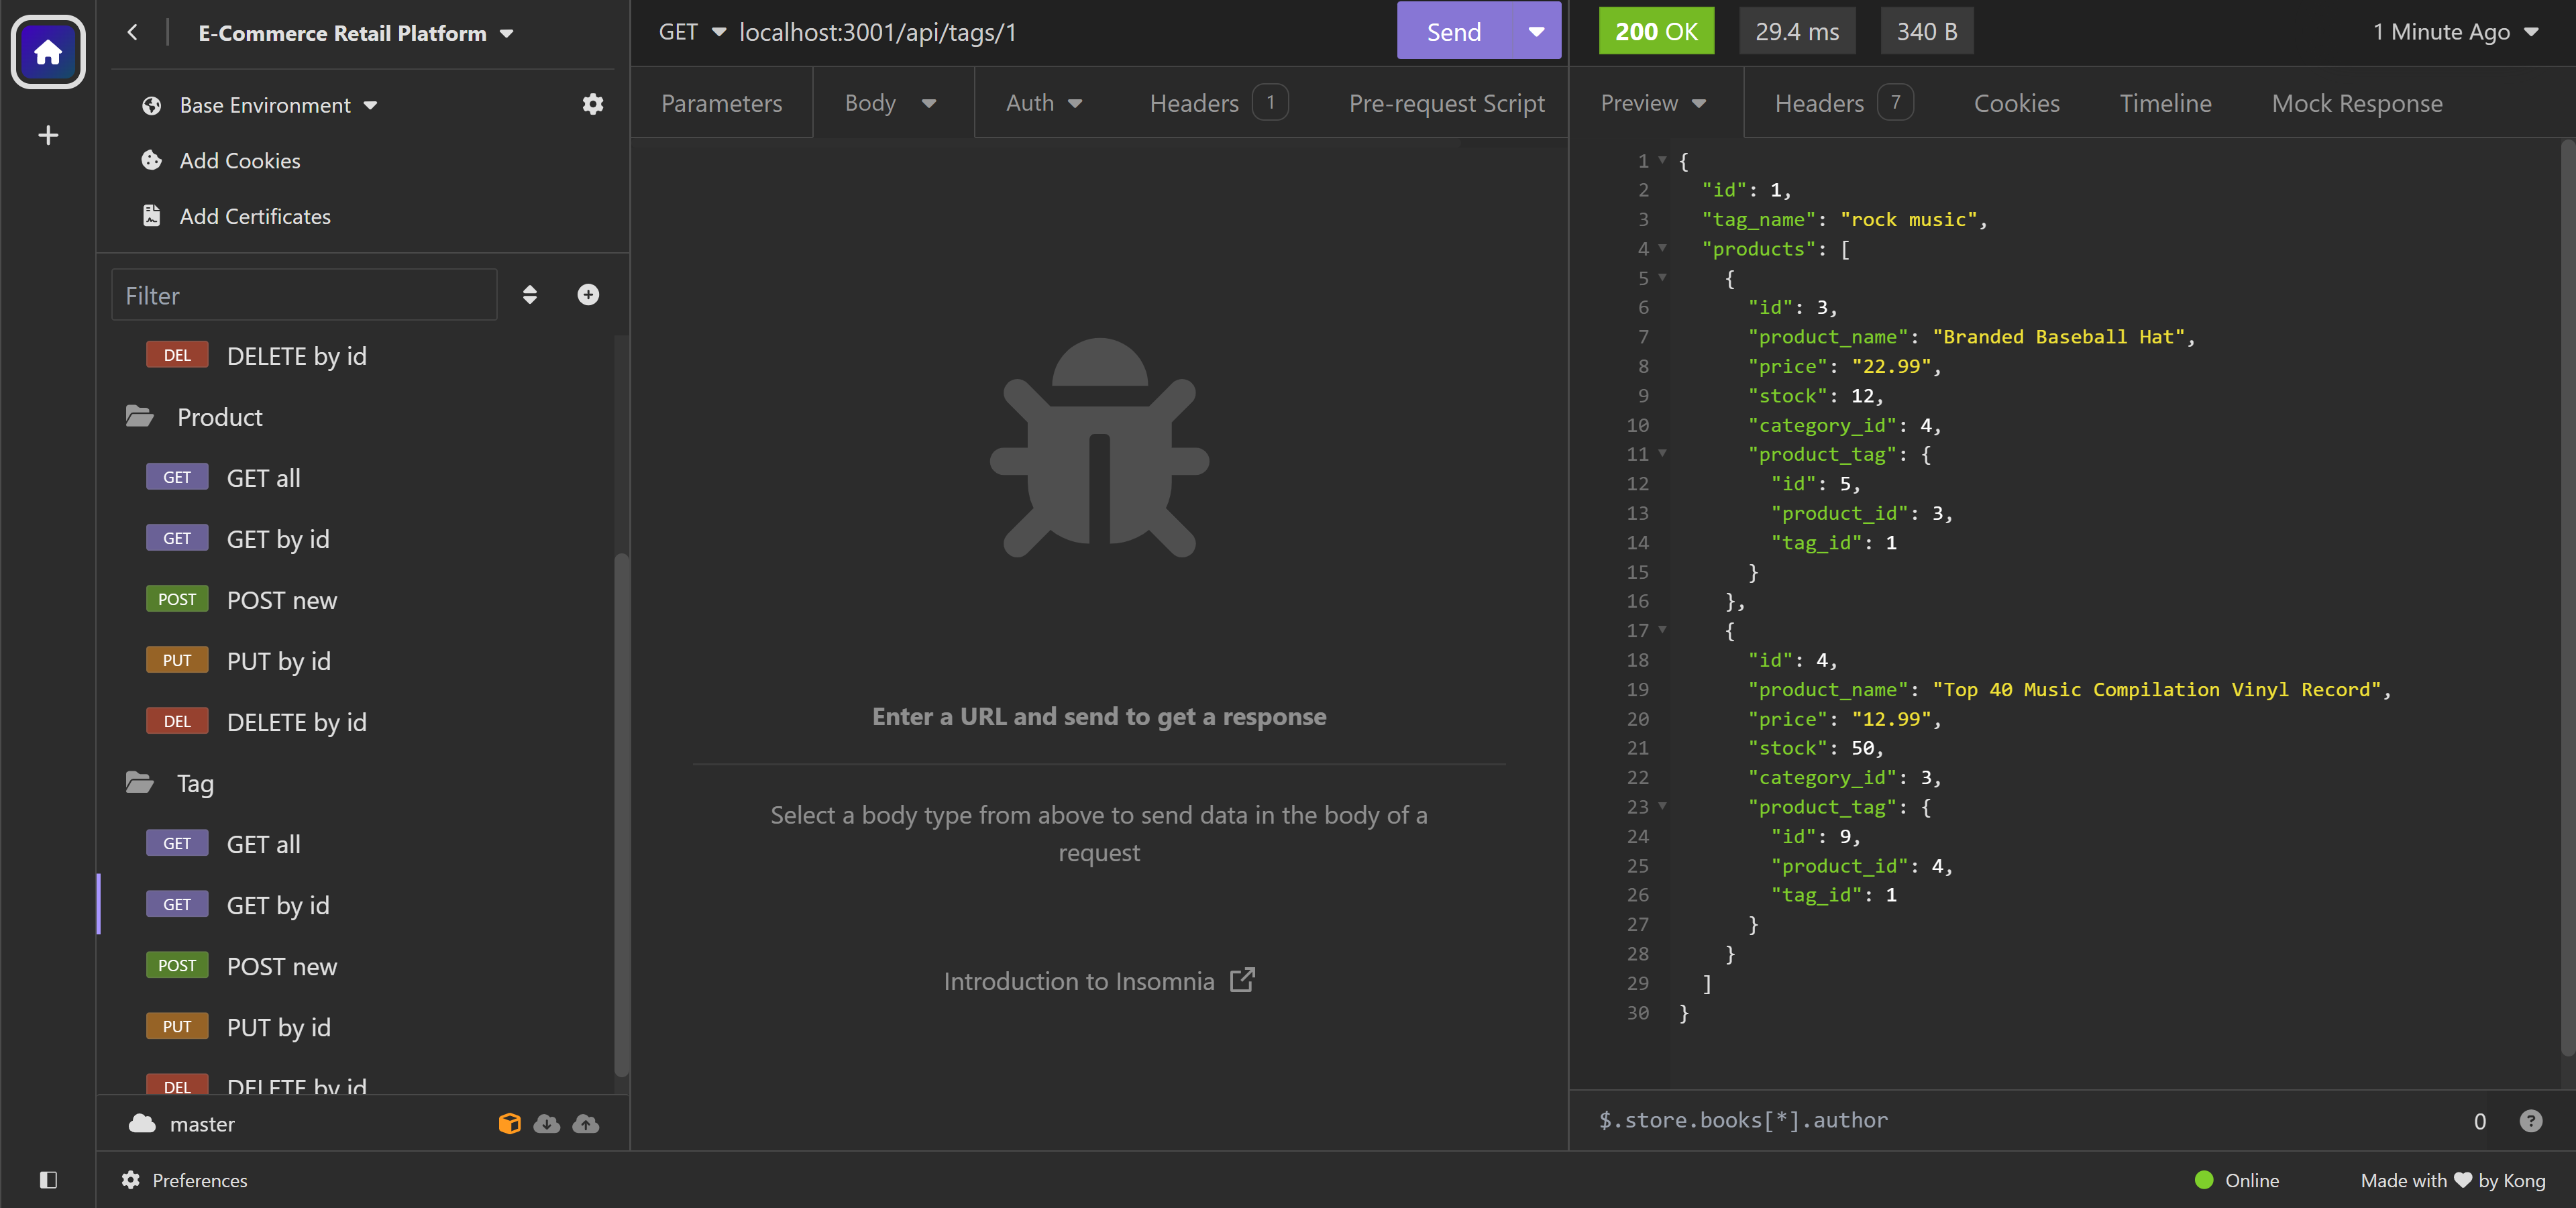 E-Commerce Retail Platform
Base Environment
Add Cookies
Add Certificates
Filter
DEL DELETE by id
Product
GET GET all
GET GET by id
POST POST new
PUT PUT by id
DEL DELETE by id
Tag
GET GET all
GET GET by id
POST POST new
PUT PUT by id
DEL DELETE by id
master
GET localhost:3001/api/tags/1 Send
Parameters Body Auth Headers 1 Pre-request Script
Enter a URL and send to get a response
Select a body type from above to send data in the body of a
request
Introduction to Insomnia
200 OK 29.4 ms 340 B 1 Minute Ago
Preview Headers 7 Cookies Timeline Mock Response
1 {
2 "id": 1,
3 "tag_name": "rock music",
4 "products": [
5 {
6 "id": 3,
7 "product_name": "Branded Baseball Hat",
8 "price": "22.99",
9 "stock": 12,
10 "category_id": 4,
11 "product_tag": {
12 "id": 5,
13 "product_id": 3,
14 "tag_id": 1
15 }
16 },
17 {
18 "id": 4,
19 "product_name": "Top 40 Music Compilation Vinyl Record",
20 "price": "12.99",
21 "stock": 50,
22 "category_id": 3,
23 "product_tag": {
24 "id": 9,
25 "product_id": 4,
26 "tag_id": 1
27 }
28 }
29 ]
30 }
$.store.books[*].author 0
Preferences
Online Made with ♥ by Kong